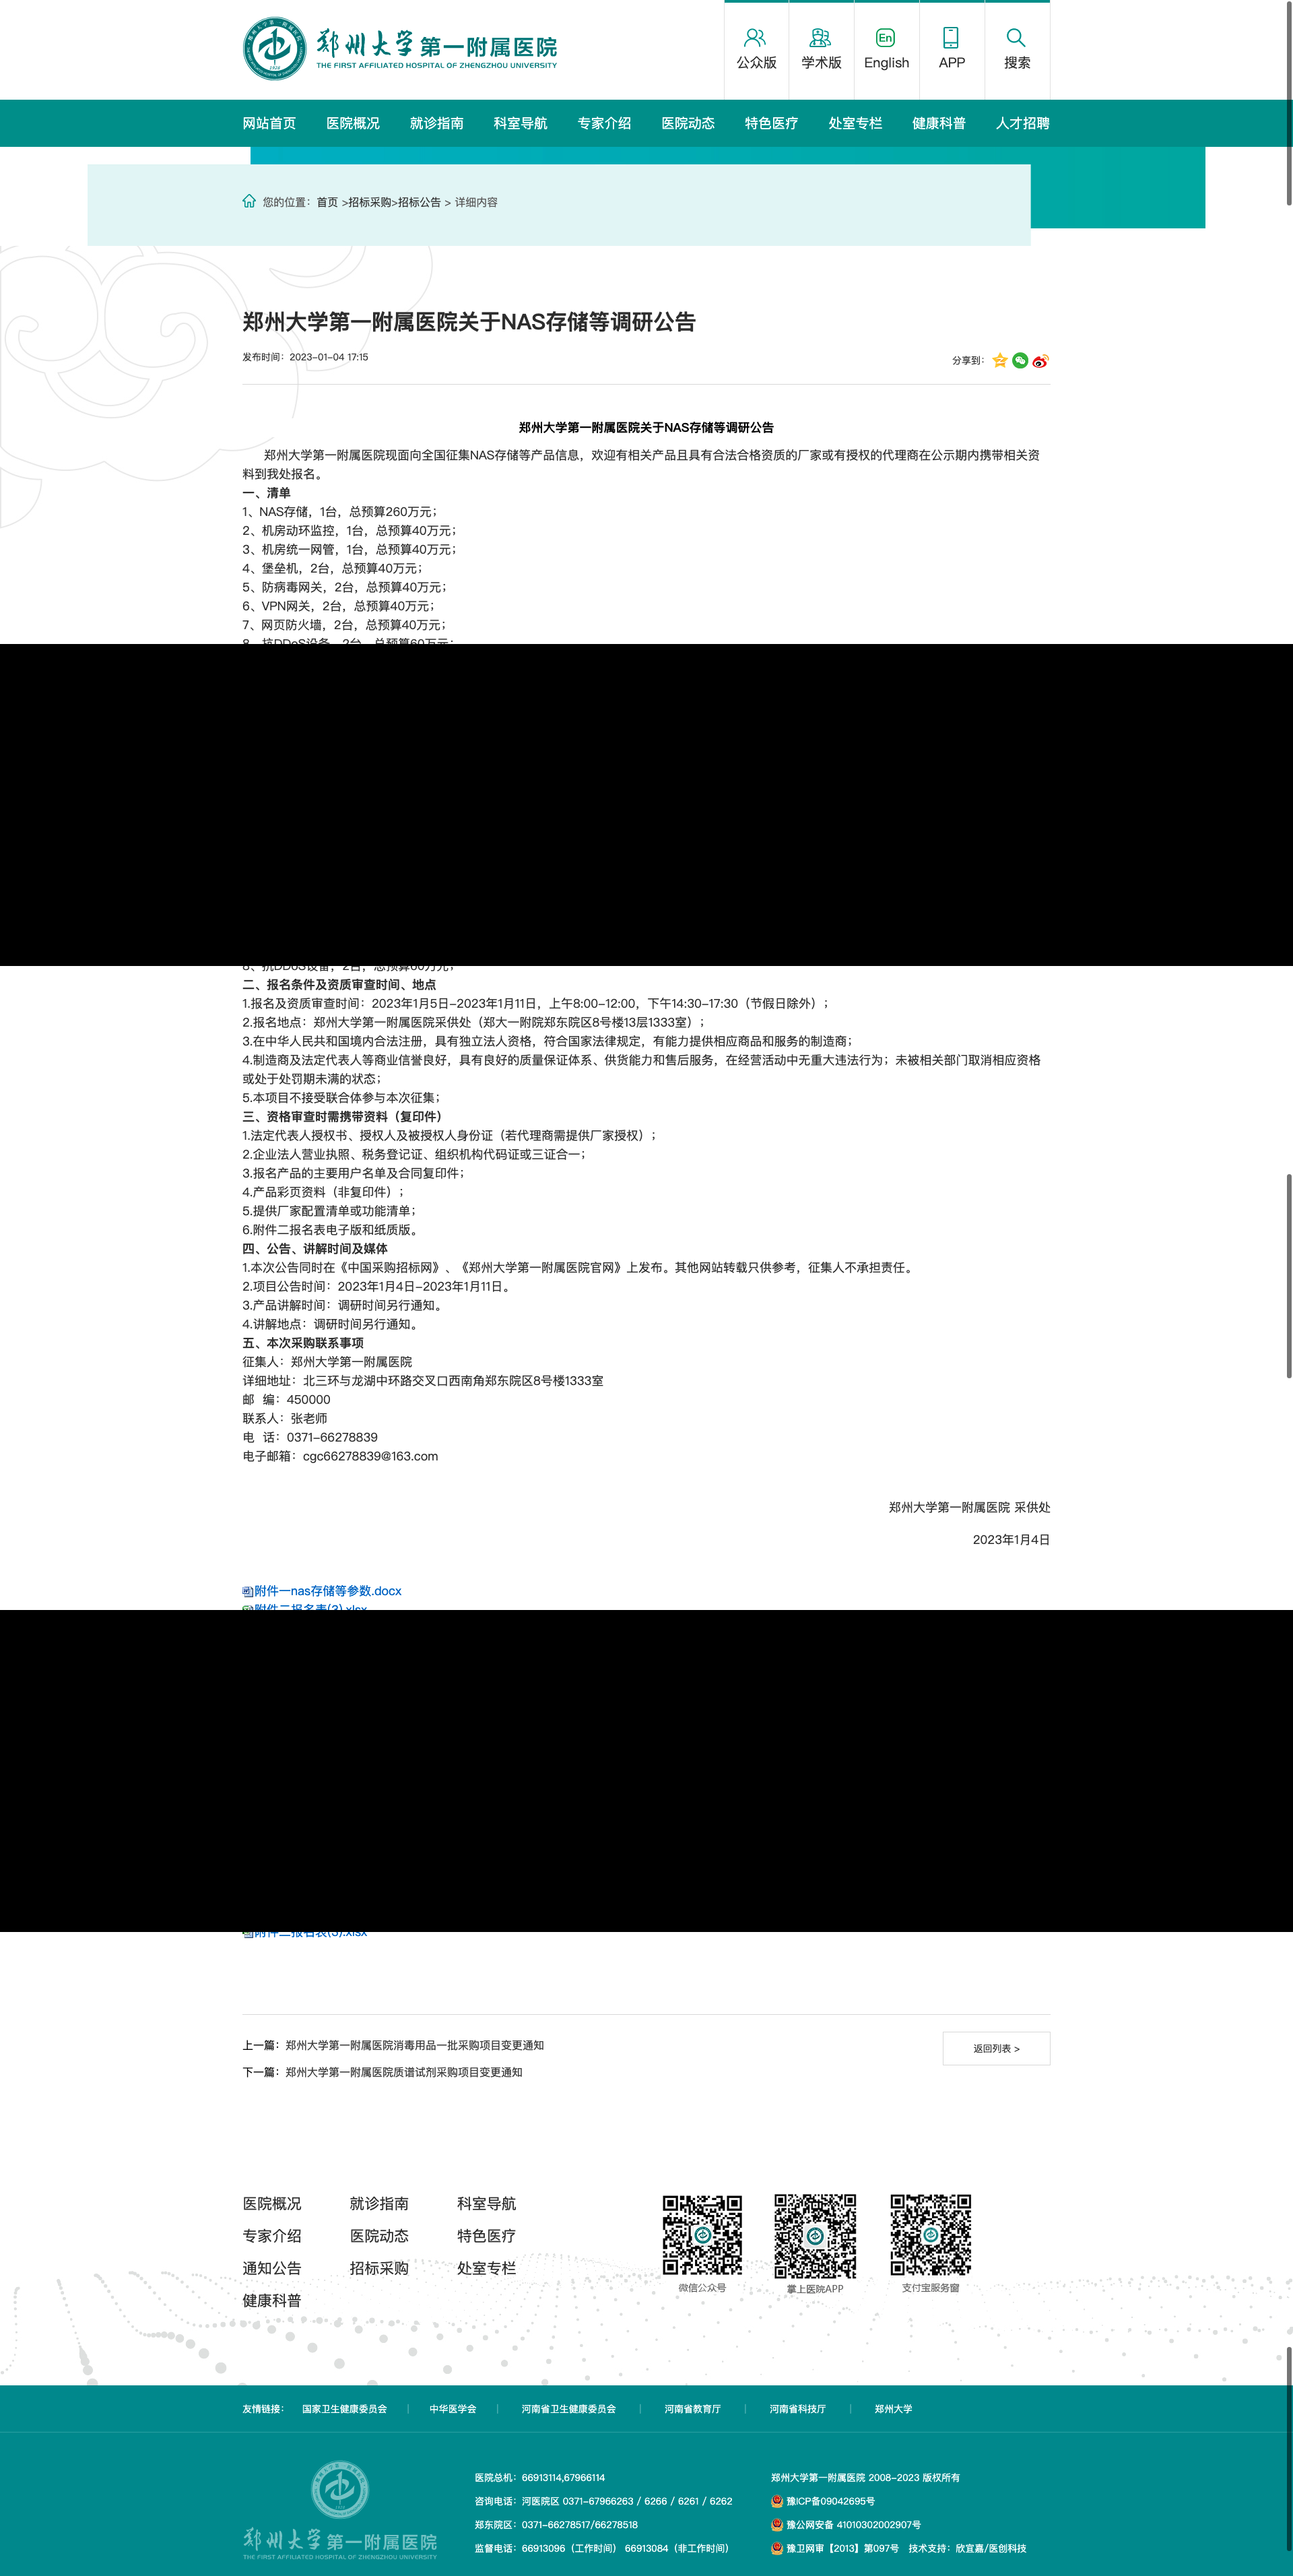 郑州大学第一附属医院
THE FIRST AFFILIATED HOSPITAL OF ZHENGZHOU UNIVERSITY
公众版 学术版 English APP 搜索
网站首页 医院概况 就诊指南 科室导航 专家介绍 医院动态 特色医疗 处室专栏 健康科普 人才招聘
您的位置：首页 >招标采购>招标公告 > 详细内容
郑州大学第一附属医院关于NAS存储等调研公告
发布时间：2023-01-04 17:15
分享到：
郑州大学第一附属医院关于NAS存储等调研公告
郑州大学第一附属医院现面向全国征集NAS存储等产品信息，欢迎有相关产品且具有合法合格资质的厂家或有授权的代理商在公示期内携带相关资
料到我处报名。
一、清单
1、NAS存储，1台，总预算260万元；
2、机房动环监控，1台，总预算40万元；
3、机房统一网管，1台，总预算40万元；
4、堡垒机，2台，总预算40万元；
5、防病毒网关，2台，总预算40万元；
6、VPN网关，2台，总预算40万元；
7、网页防火墙，2台，总预算40万元；
8、抗DDoS设备，2台，总预算60万元；
8、抗DDoS设备，2台，总预算60万元；
二、报名条件及资质审查时间、地点
1.报名及资质审查时间：2023年1月5日-2023年1月11日，上午8:00-12:00，下午14:30-17:30（节假日除外）；
2.报名地点：郑州大学第一附属医院采供处（郑大一附院郑东院区8号楼13层1333室）；
3.在中华人民共和国境内合法注册，具有独立法人资格，符合国家法律规定，有能力提供相应商品和服务的制造商；
4.制造商及法定代表人等商业信誉良好，具有良好的质量保证体系、供货能力和售后服务，在经营活动中无重大违法行为；未被相关部门取消相应资格
或处于处罚期未满的状态；
5.本项目不接受联合体参与本次征集；
三、资格审查时需携带资料（复印件）
1.法定代表人授权书、授权人及被授权人身份证（若代理商需提供厂家授权）；
2.企业法人营业执照、税务登记证、组织机构代码证或三证合一；
3.报名产品的主要用户名单及合同复印件；
4.产品彩页资料（非复印件）；
5.提供厂家配置清单或功能清单；
6.附件二报名表电子版和纸质版。
四、公告、讲解时间及媒体
1.本次公告同时在《中国采购招标网》、《郑州大学第一附属医院官网》上发布。其他网站转载只供参考，征集人不承担责任。
2.项目公告时间：2023年1月4日-2023年1月11日。
3.产品讲解时间：调研时间另行通知。
4.讲解地点：调研时间另行通知。
五、本次采购联系事项
征集人：郑州大学第一附属医院
详细地址：北三环与龙湖中环路交叉口西南角郑东院区8号楼1333室
邮 编：450000
联系人：张老师
电 话：0371-66278839
电子邮箱：cgc66278839@163.com
郑州大学第一附属医院 采供处
2023年1月4日
附件一nas存储等参数.docx
附件二报名表(3).xlsx
附件二报名表(3).xlsx
上一篇：郑州大学第一附属医院消毒用品一批采购项目变更通知
返回列表 >
下一篇：郑州大学第一附属医院质谱试剂采购项目变更通知
医院概况 就诊指南 科室导航
专家介绍 医院动态 特色医疗
通知公告 招标采购 处室专栏
健康科普
微信公众号 掌上医院APP 支付宝服务窗
友情链接： 国家卫生健康委员会 | 中华医学会 | 河南省卫生健康委员会 | 河南省教育厅 | 河南省科技厅 | 郑州大学
郑州大学第一附属医院
THE FIRST AFFILIATED HOSPITAL OF ZHENGZHOU UNIVERSITY
医院总机：66913114,67966114
咨询电话：河医院区 0371-67966263 / 6266 / 6261 / 6262
郑东院区：0371-66278517/66278518
监督电话：66913096（工作时间） 66913084（非工作时间）
郑州大学第一附属医院 2008-2023 版权所有
豫ICP备09042695号
豫公网安备 41010302002907号
豫卫网审【2013】第097号 技术支持：欣宜嘉/医创科技